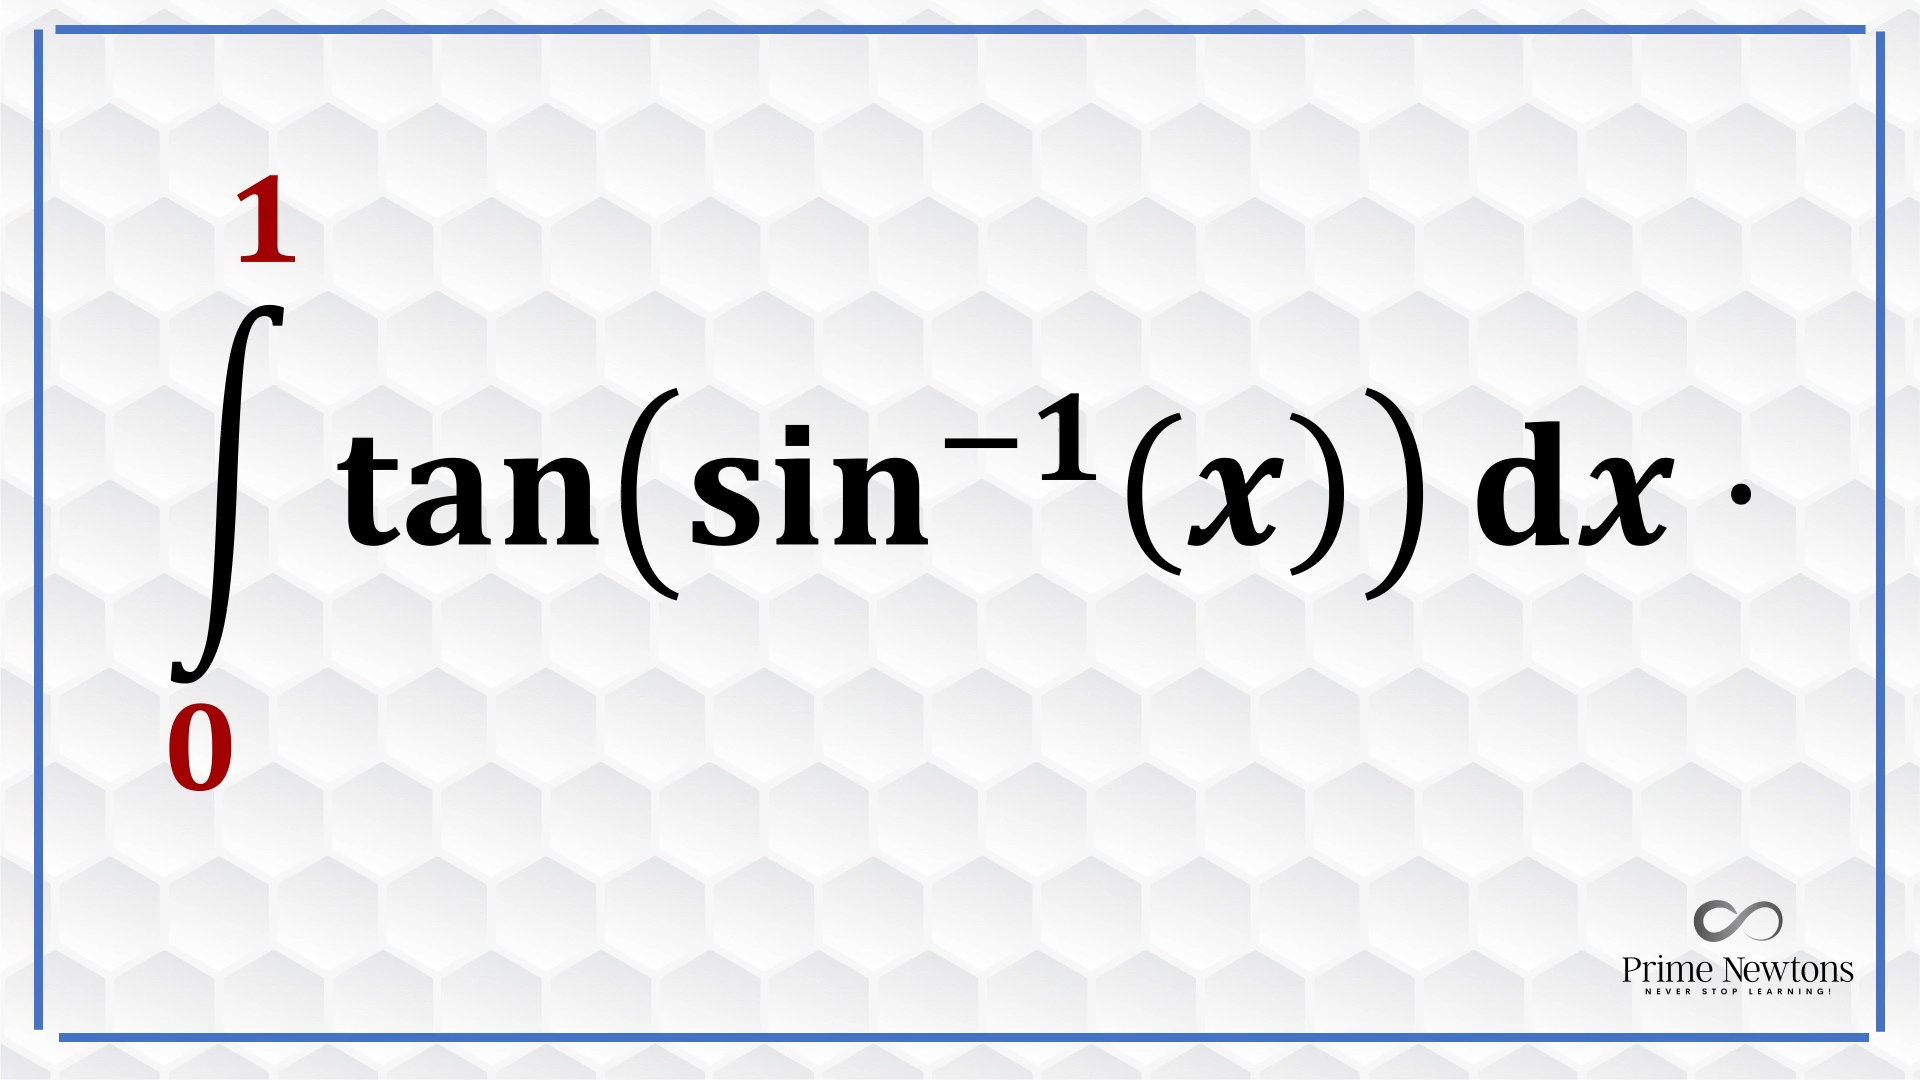 1
∫ tan(sin⁻¹(x)) dx ·
0
Prime Newtons
NEVER STOP LEARNING!